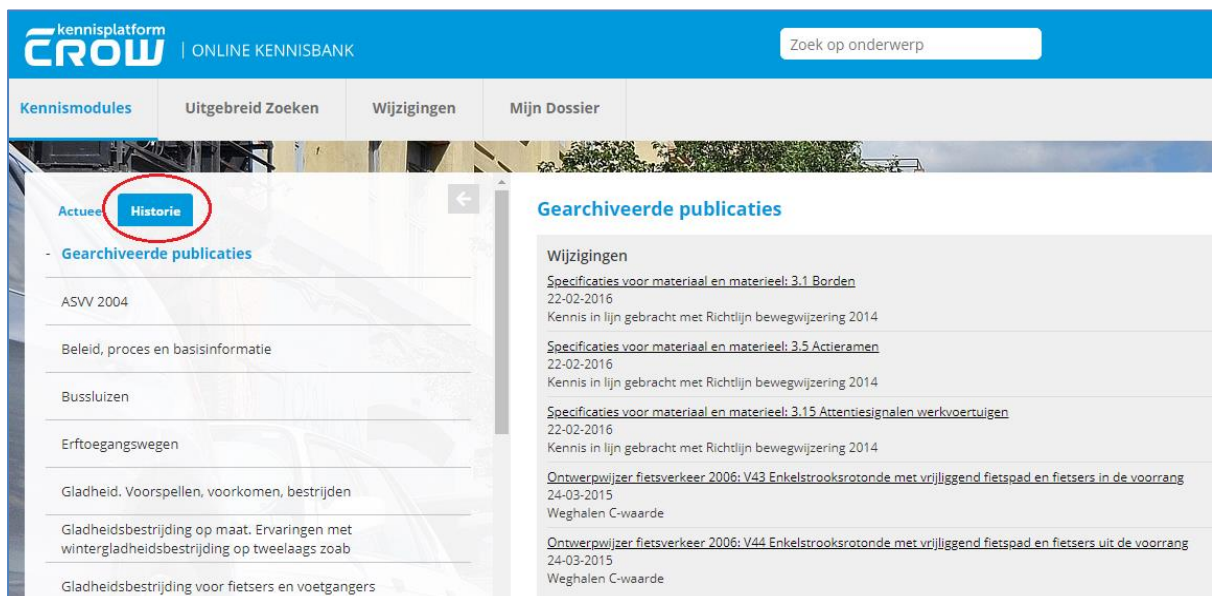 kennisplatform
CROW | ONLINE KENNISBANK
Zoek op onderwerp
Kennismodules
Uitgebreid Zoeken
Wijzigingen
Mijn Dossier
Actuee
Historie
- Gearchiveerde publicaties
ASVV 2004
Beleid, proces en basisinformatie
Bussluizen
Erftoegangswegen
Gladheid. Voorspellen, voorkomen, bestrijden
Gladheidsbestrijding op maat. Ervaringen met
wintergladheidsbestrijding op tweelaags zoab
Gladheidsbestrijding voor fietsers en voetgangers
Gearchiveerde publicaties
Wijzigingen
Specificaties voor materiaal en materieel: 3.1 Borden
22-02-2016
Kennis in lijn gebracht met Richtlijn bewegwijzering 2014
Specificaties voor materiaal en materieel: 3.5 Actieramen
22-02-2016
Kennis in lijn gebracht met Richtlijn bewegwijzering 2014
Specificaties voor materiaal en materieel: 3.15 Attentiesignalen werkvoertuigen
22-02-2016
Kennis in lijn gebracht met Richtlijn bewegwijzering 2014
Ontwerpwijzer fietsverkeer 2006: V43 Enkelstrooksrotonde met vrijliggend fietspad en fietsers in de voorrang
24-03-2015
Weghalen C-waarde
Ontwerpwijzer fietsverkeer 2006: V44 Enkelstrooksrotonde met vrijliggend fietspad en fietsers uit de voorrang
24-03-2015
Weghalen C-waarde